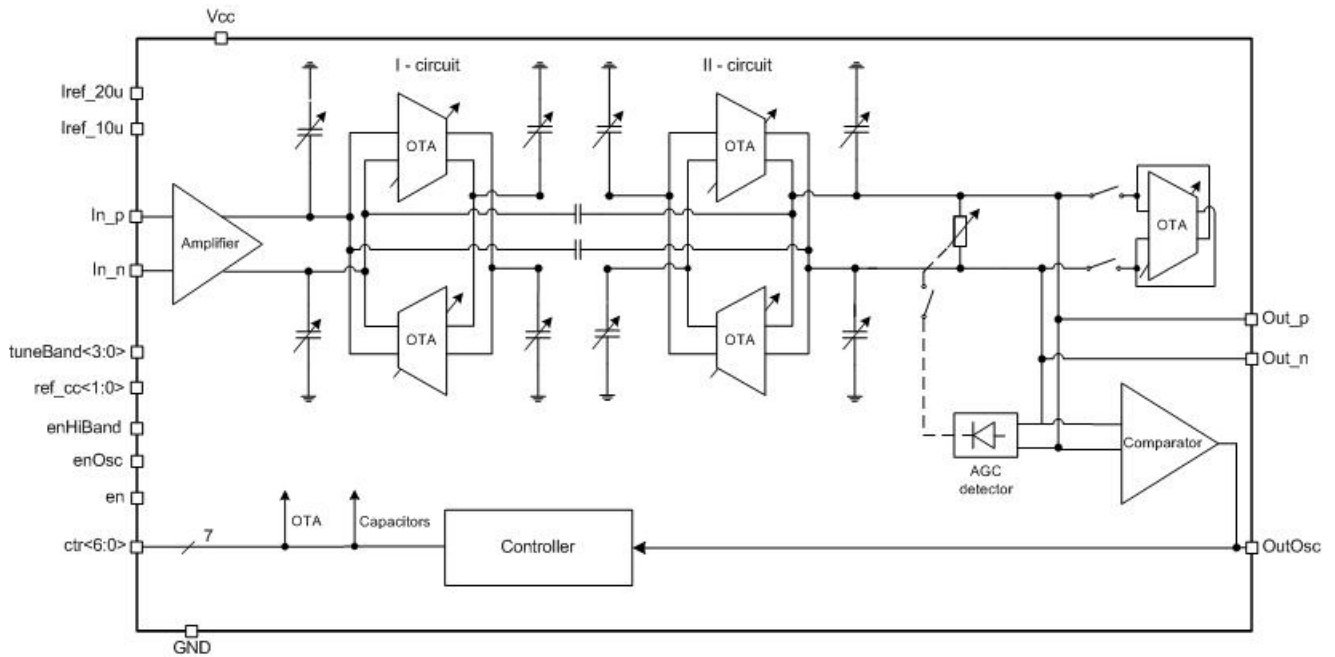 Vcc
I - circuit
II - circuit
Iref_20u
Iref_10u
OTA
OTA
In_p
Amplifier
OTA
In_n
Out_p
tuneBand<3:0>
OTA
OTA
Out_n
ref_cc<1:0>
enHiBand
Comparator
enOsc
AGC
detector
en
OTA
Capacitors
7
ctr<6:0>
Controller
OutOsc
GND